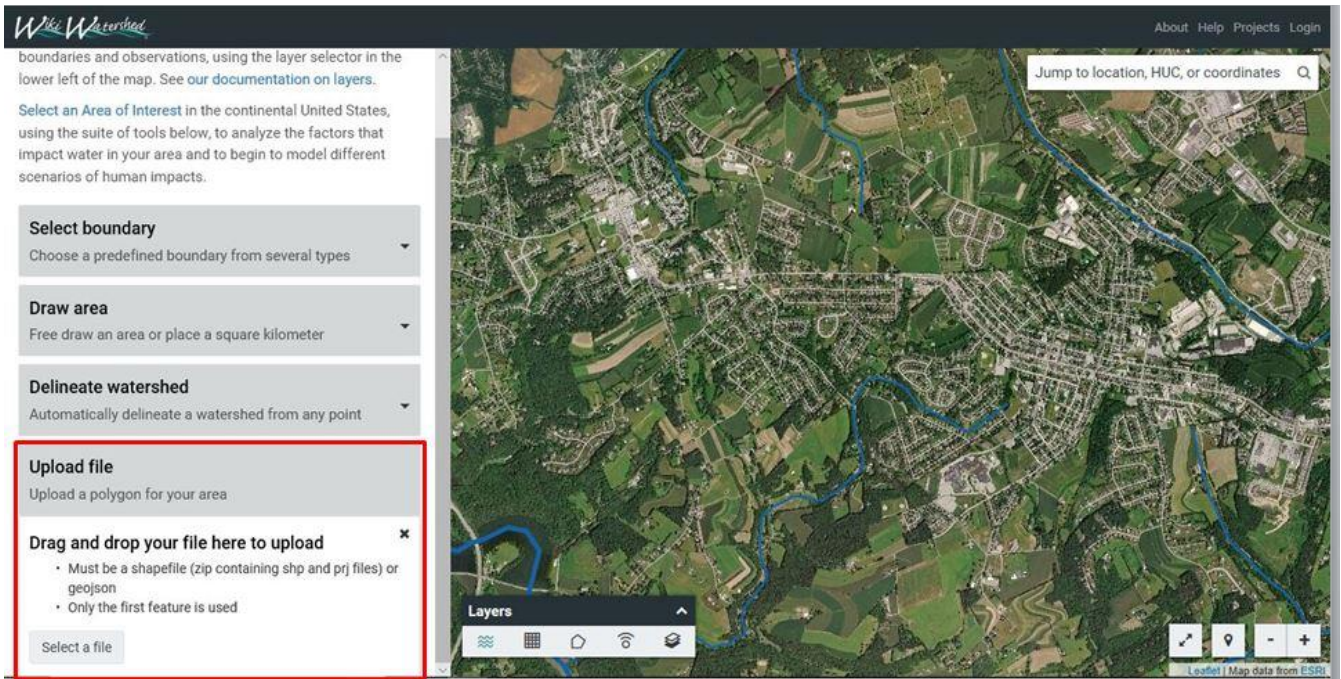 Wiki Watershed
About Help Projects Login
boundaries and observations, using the layer selector in the
lower left of the map. See our documentation on layers.
Select an Area of Interest in the continental United States,
using the suite of tools below, to analyze the factors that
impact water in your area and to begin to model different
scenarios of human impacts.
Select boundary
Choose a predefined boundary from several types
Draw area
Free draw an area or place a square kilometer
Delineate watershed
Automatically delineate a watershed from any point
Upload file
Upload a polygon for your area
Drag and drop your file here to upload
• Must be a shapefile (zip containing shp and prj files) or
geojson
• Only the first feature is used
Select a file
Jump to location, HUC, or coordinates
Layers
- +
Leaflet | Map data from ESRI